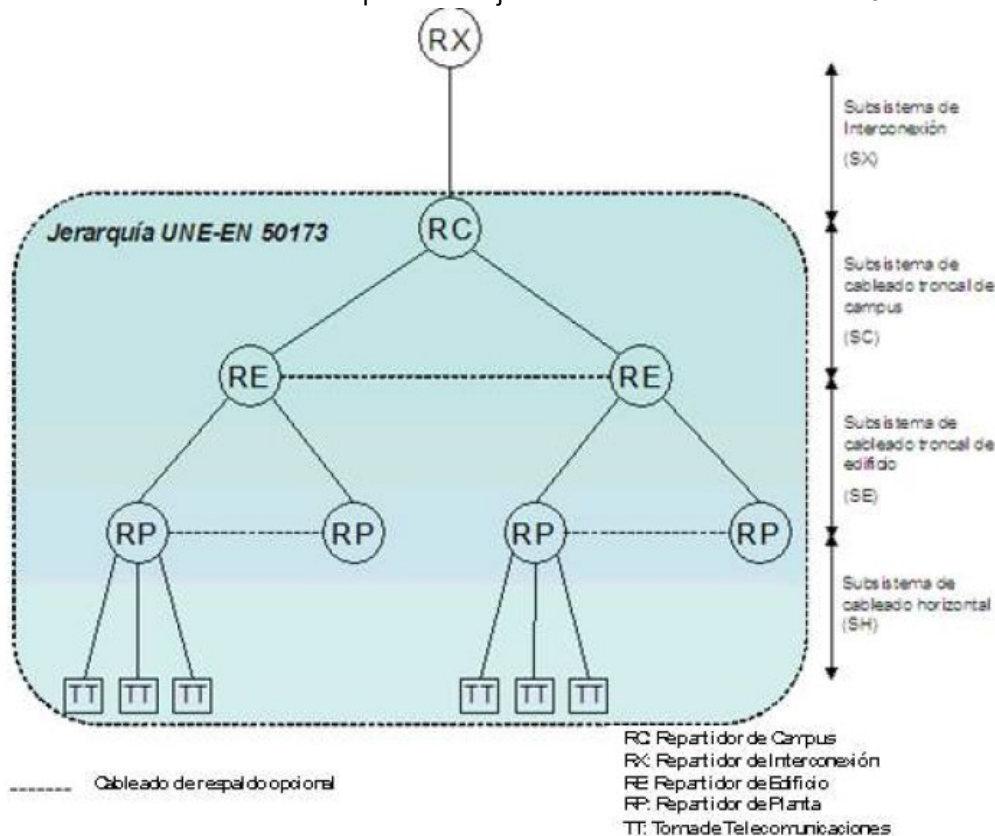 RX
Subsistema de
Interconexión
(SX)
Jerarquía UNE-EN 50173
RC
Subsistema de
cableado troncal de
campus
(SC)
RE
RE
Subsistema de
cableado troncal de
edificio
(SE)
RP
RP
RP
RP
Subsistema de
cableado horizontal
(SH)
TT
TT
TT
TT
TT
TT
Cableado de respaldo opcional
RC: Repartidor de Campus
RX: Repartidor de Interconexión
RE: Repartidor de Edificio
RP: Repartidor de Planta
TT: Toma de Telecomunicaciones